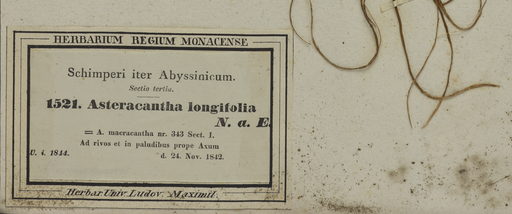 HERBARIUM REGIUM MONACENSE
Schimperi iter Abyssinicum.
Sectio tertia.
1521. Asteracantha longifolia
N. a. E.
= A. macracantha nr. 343 Sect. I.
Ad rivos et in paludibus prope Axum
U. i. 1844. d. 24. Nov. 1842.
Herbar Univ. Ludov. Maximil.